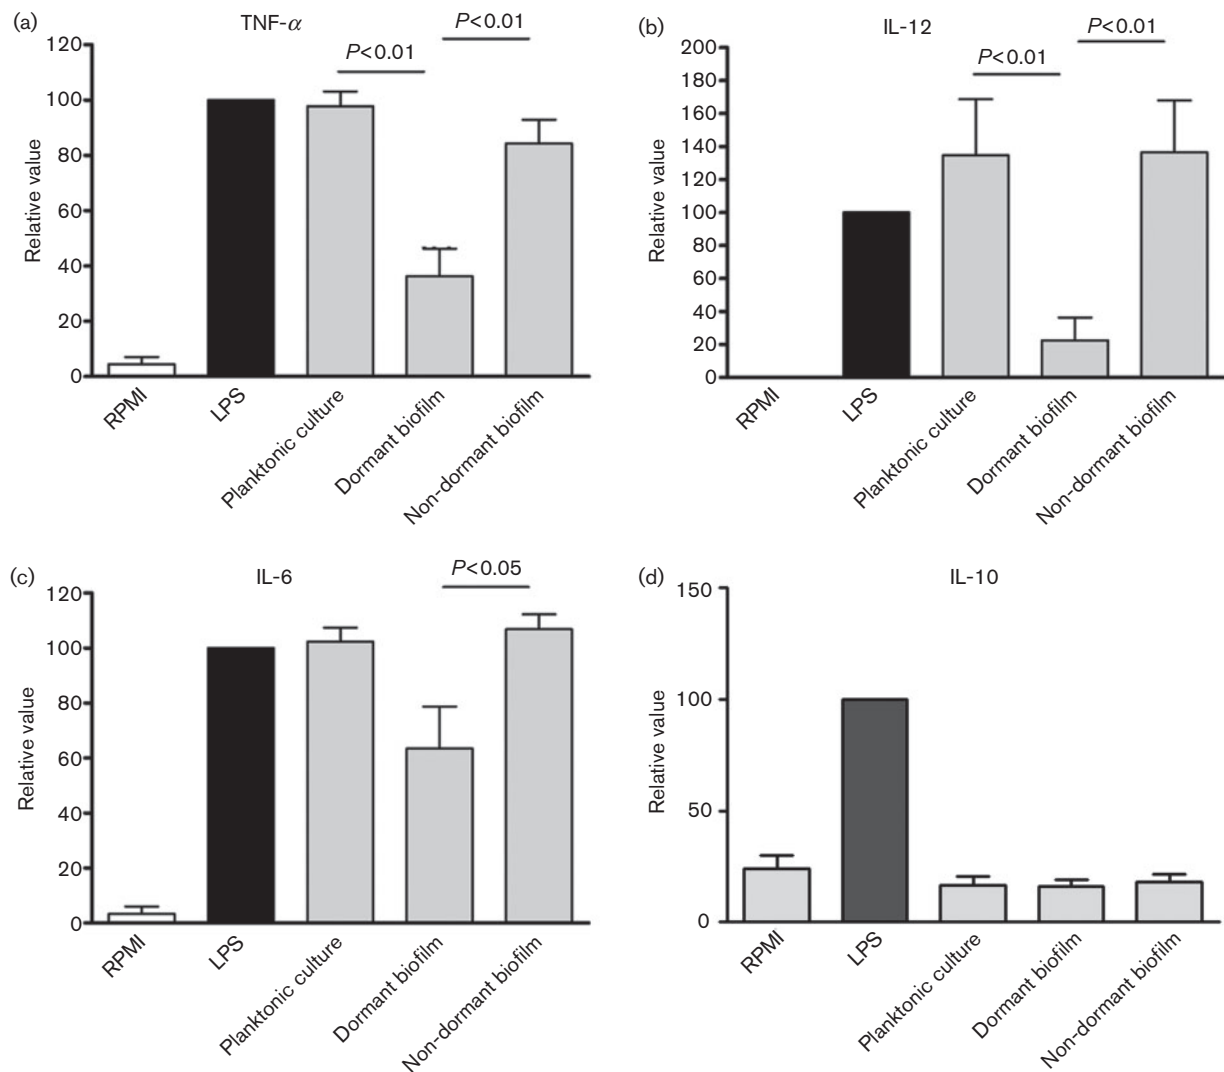 (a)
TNF-α
P<0.01
P<0.01
120
100
80
60
40
20
0
Relative value
RPMI
LPS
Planktonic culture
Dormant biofilm
Non-dormant biofilm
(b)
IL-12
P<0.01
P<0.01
200
180
160
140
120
100
80
60
40
20
0
Relative value
RPMI
LPS
Planktonic culture
Dormant biofilm
Non-dormant biofilm
(c)
IL-6
P<0.05
120
100
80
60
40
20
0
Relative value
RPMI
LPS
Planktonic culture
Dormant biofilm
Non-dormant biofilm
(d)
IL-10
150
100
50
0
Relative value
RPMI
LPS
Planktonic culture
Dormant biofilm
Non-dormant biofilm